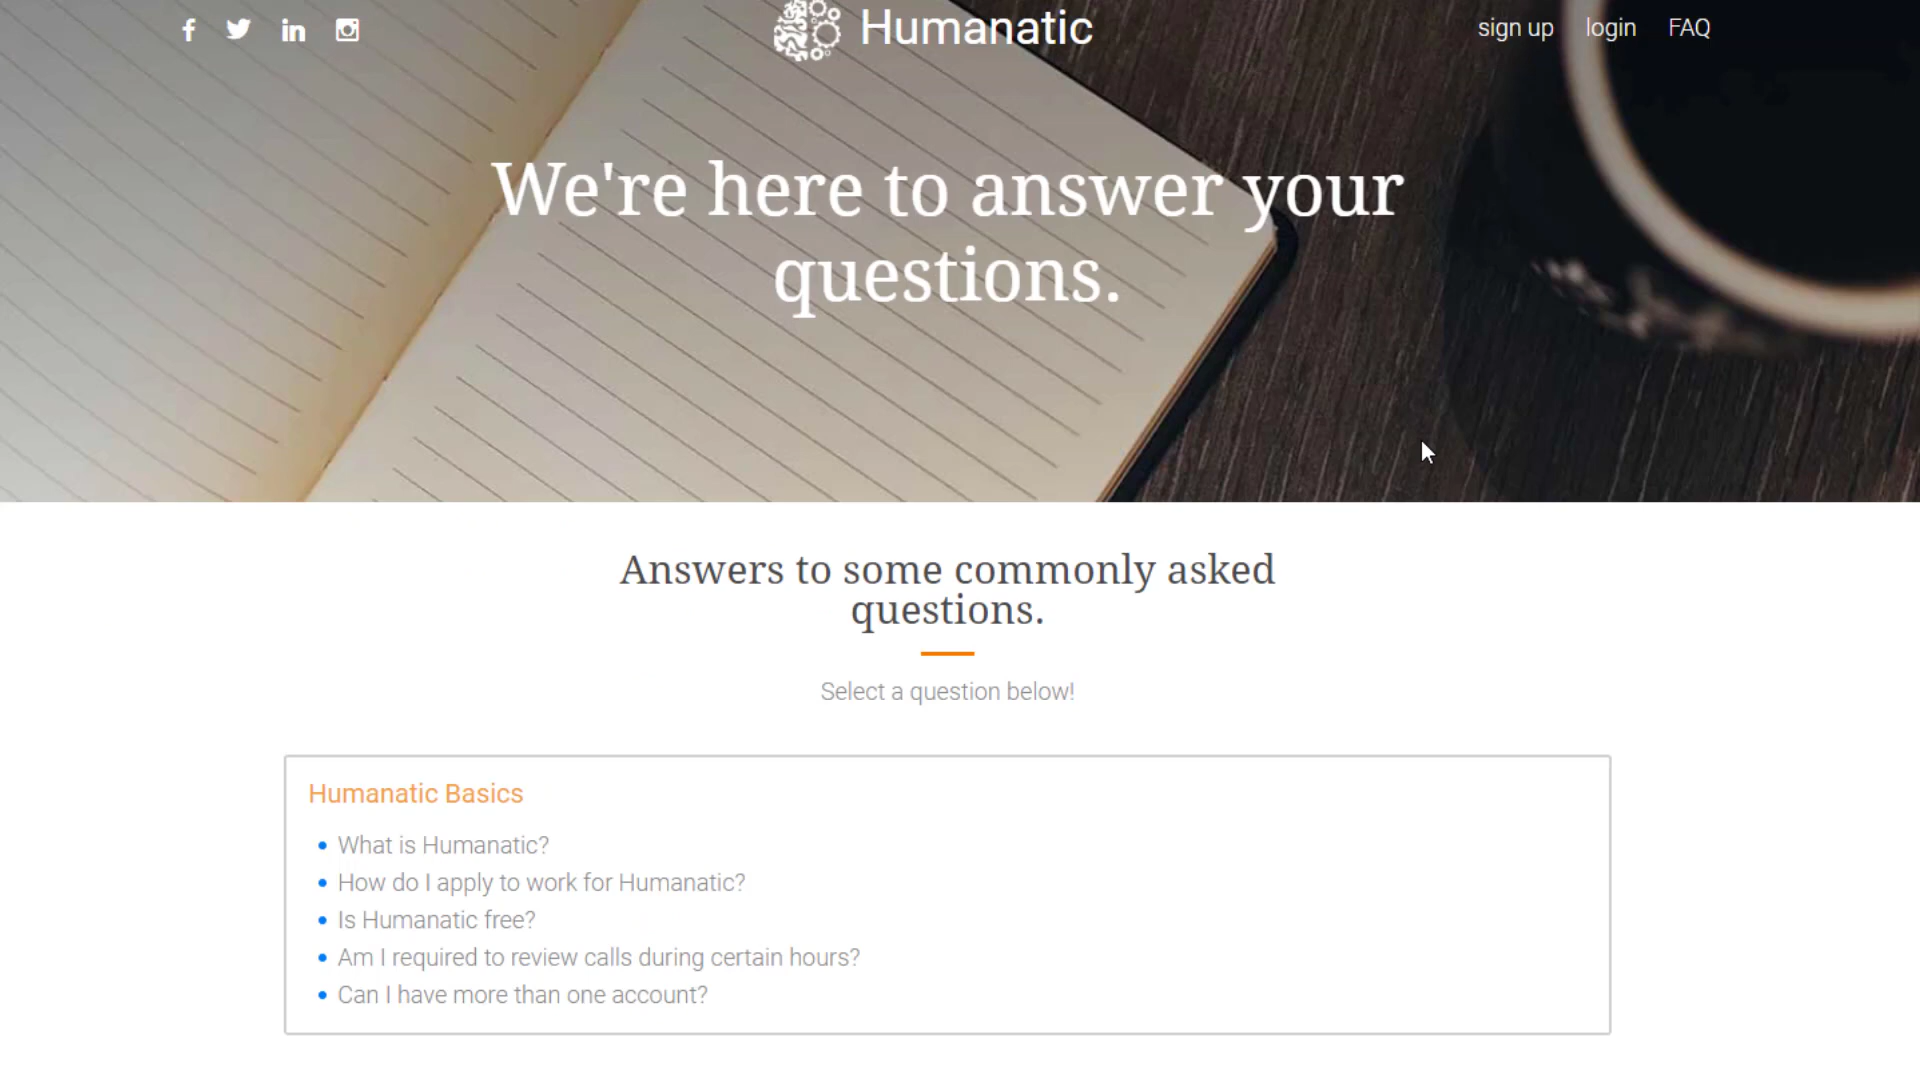 Humanatic
sign up
login
FAQ
We're here to answer your
questions.
Answers to some commonly asked
questions.
Select a question below!
Humanatic Basics
What is Humanatic?
How do I apply to work for Humanatic?
Is Humanatic free?
Am I required to review calls during certain hours?
Can I have more than one account?